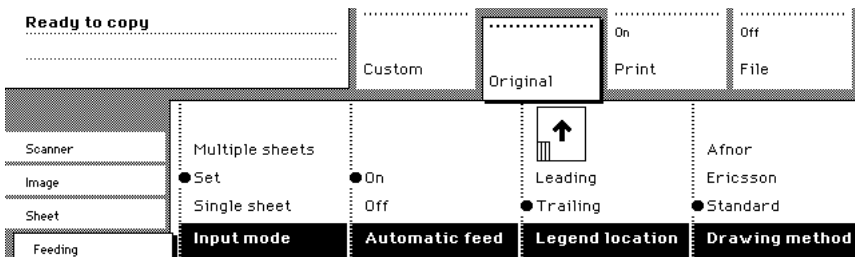 Ready to copy
On
Off
Custom
Original
Print
File
Scanner
Multiple sheets
Afnor
Image
Set
On
Leading
Ericsson
Sheet
Single sheet
Off
Trailing
Standard
Feeding
Input mode
Automatic feed
Legend location
Drawing method